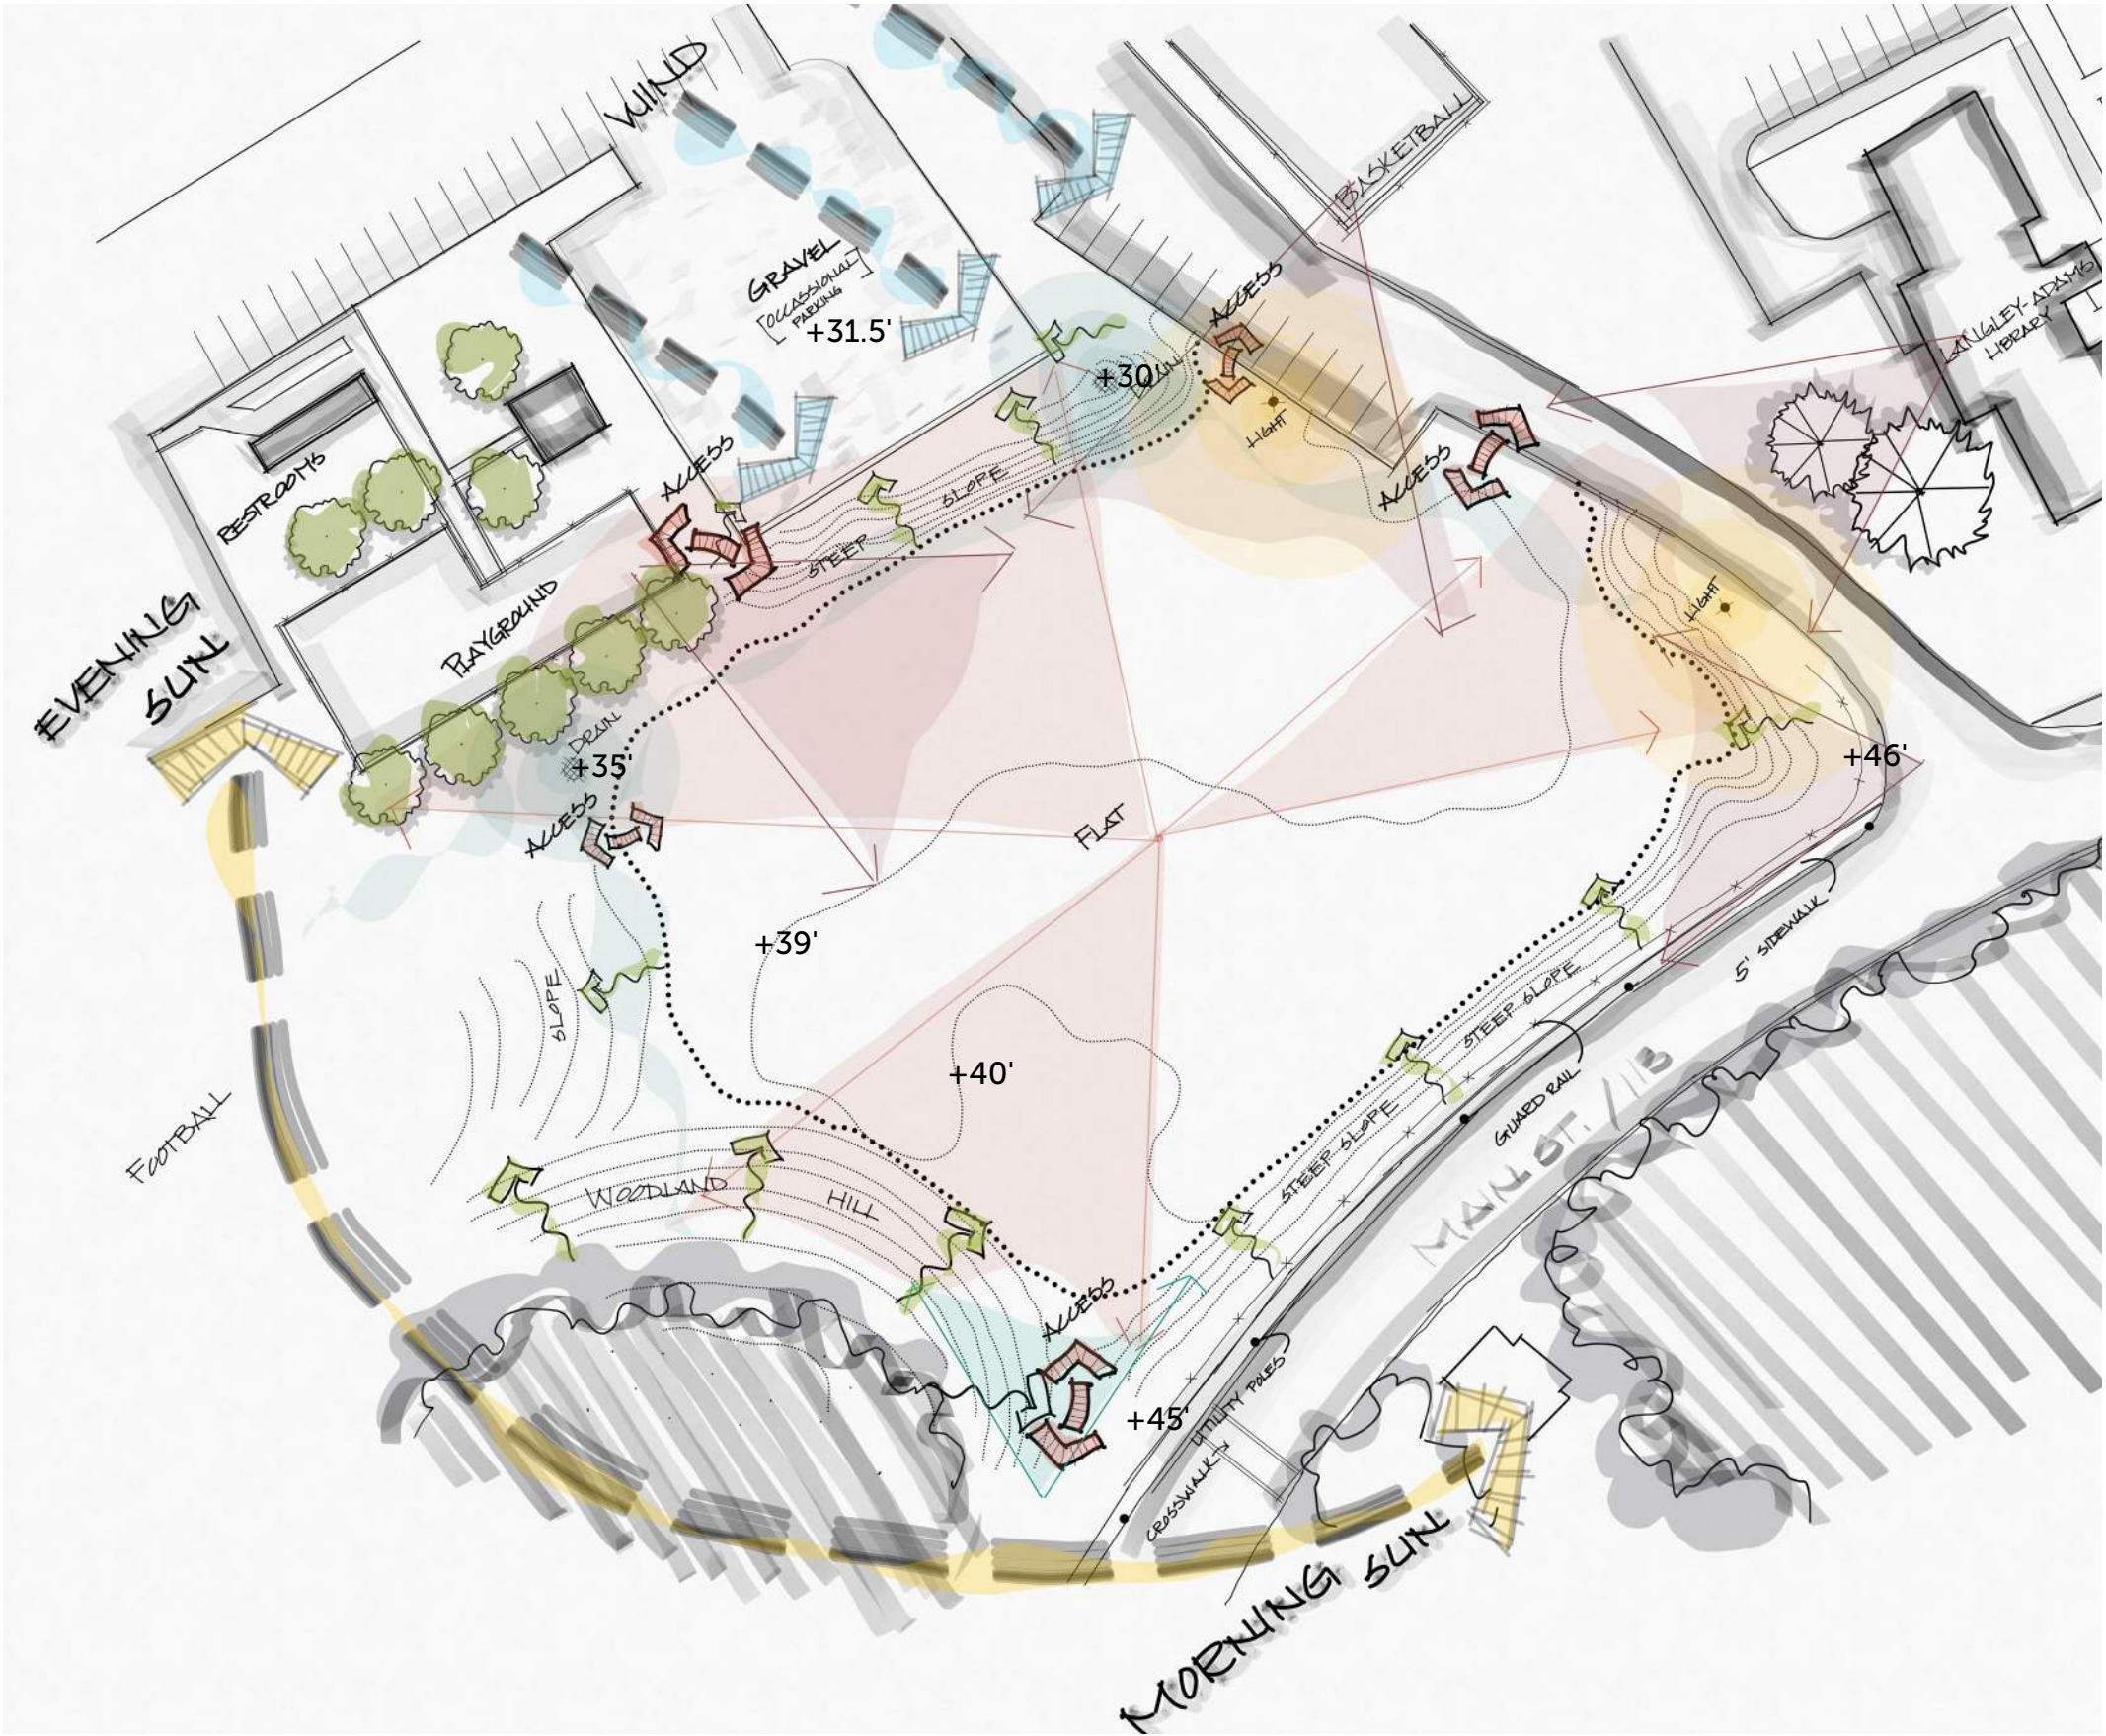 WIND
BASKETBALL
GRAVEL
[OCCASSIONAL
PARKING]
+31.5'
ACCESS
LANGLEY-ADAMS
LIBRARY
+30
DRAIN
LIGHT
RESTROOMS
ACCESS
ACCESS
STEEP SLOPE
PLAYGROUND
LIGHT
EVENING
SUN
DRAIN
+35'
+46'
ACCESS
FLAT
+39'
5' SIDEWALK
SLOPE
STEEP SLOPE
+40'
FOOTBALL
GUARD RAIL
MAIN ST. / 113
STEEP SLOPE
WOODLAND HILL
ACCESS
+45'
UTILITY POLES
CROSSWALK
MORNING SUN